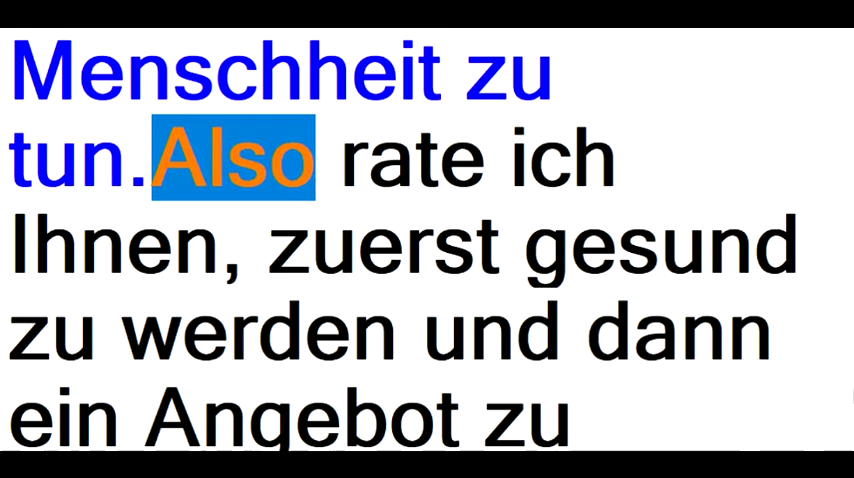 Menschheit zu
tun.Also rate ich
Ihnen, zuerst gesund
zu werden und dann
ein Angebot zu